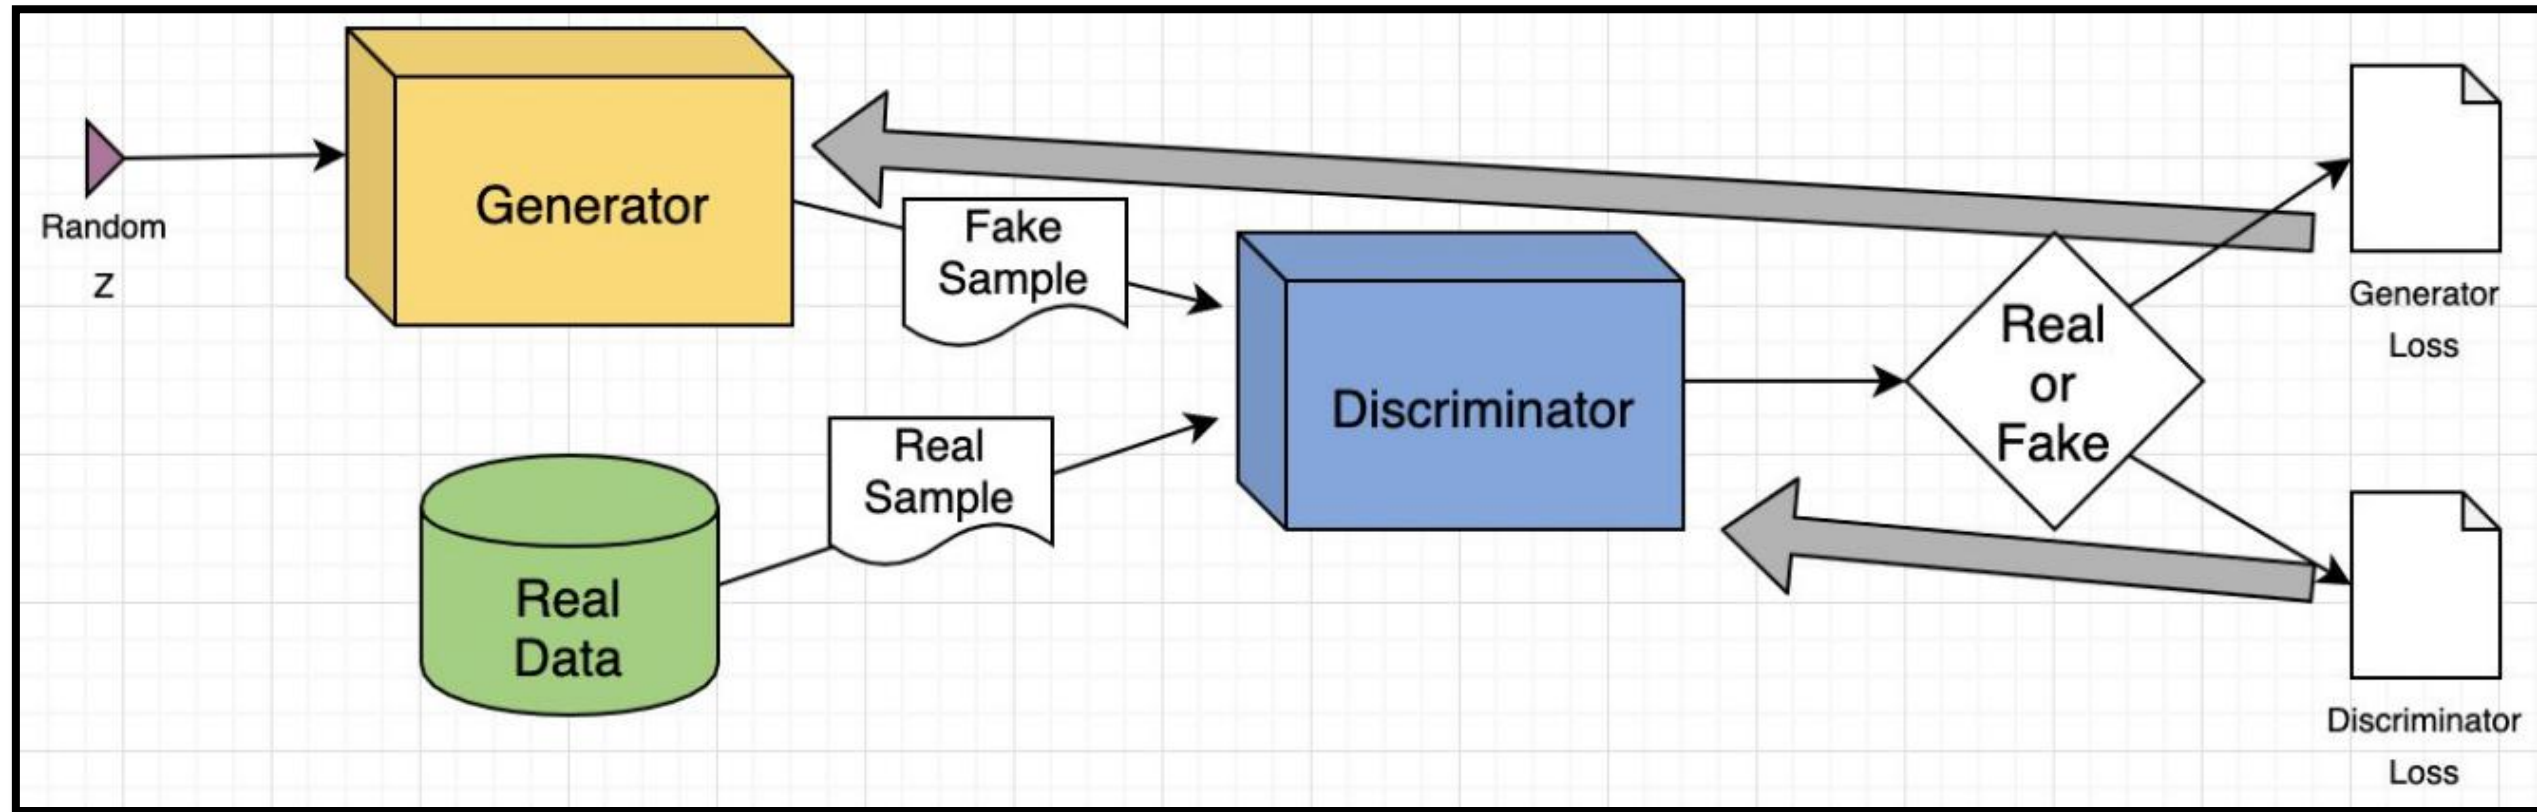 Random
Z
Generator
Fake
Sample
Real
Data
Real
Sample
Discriminator
Real
or
Fake
Generator
Loss
Discriminator
Loss